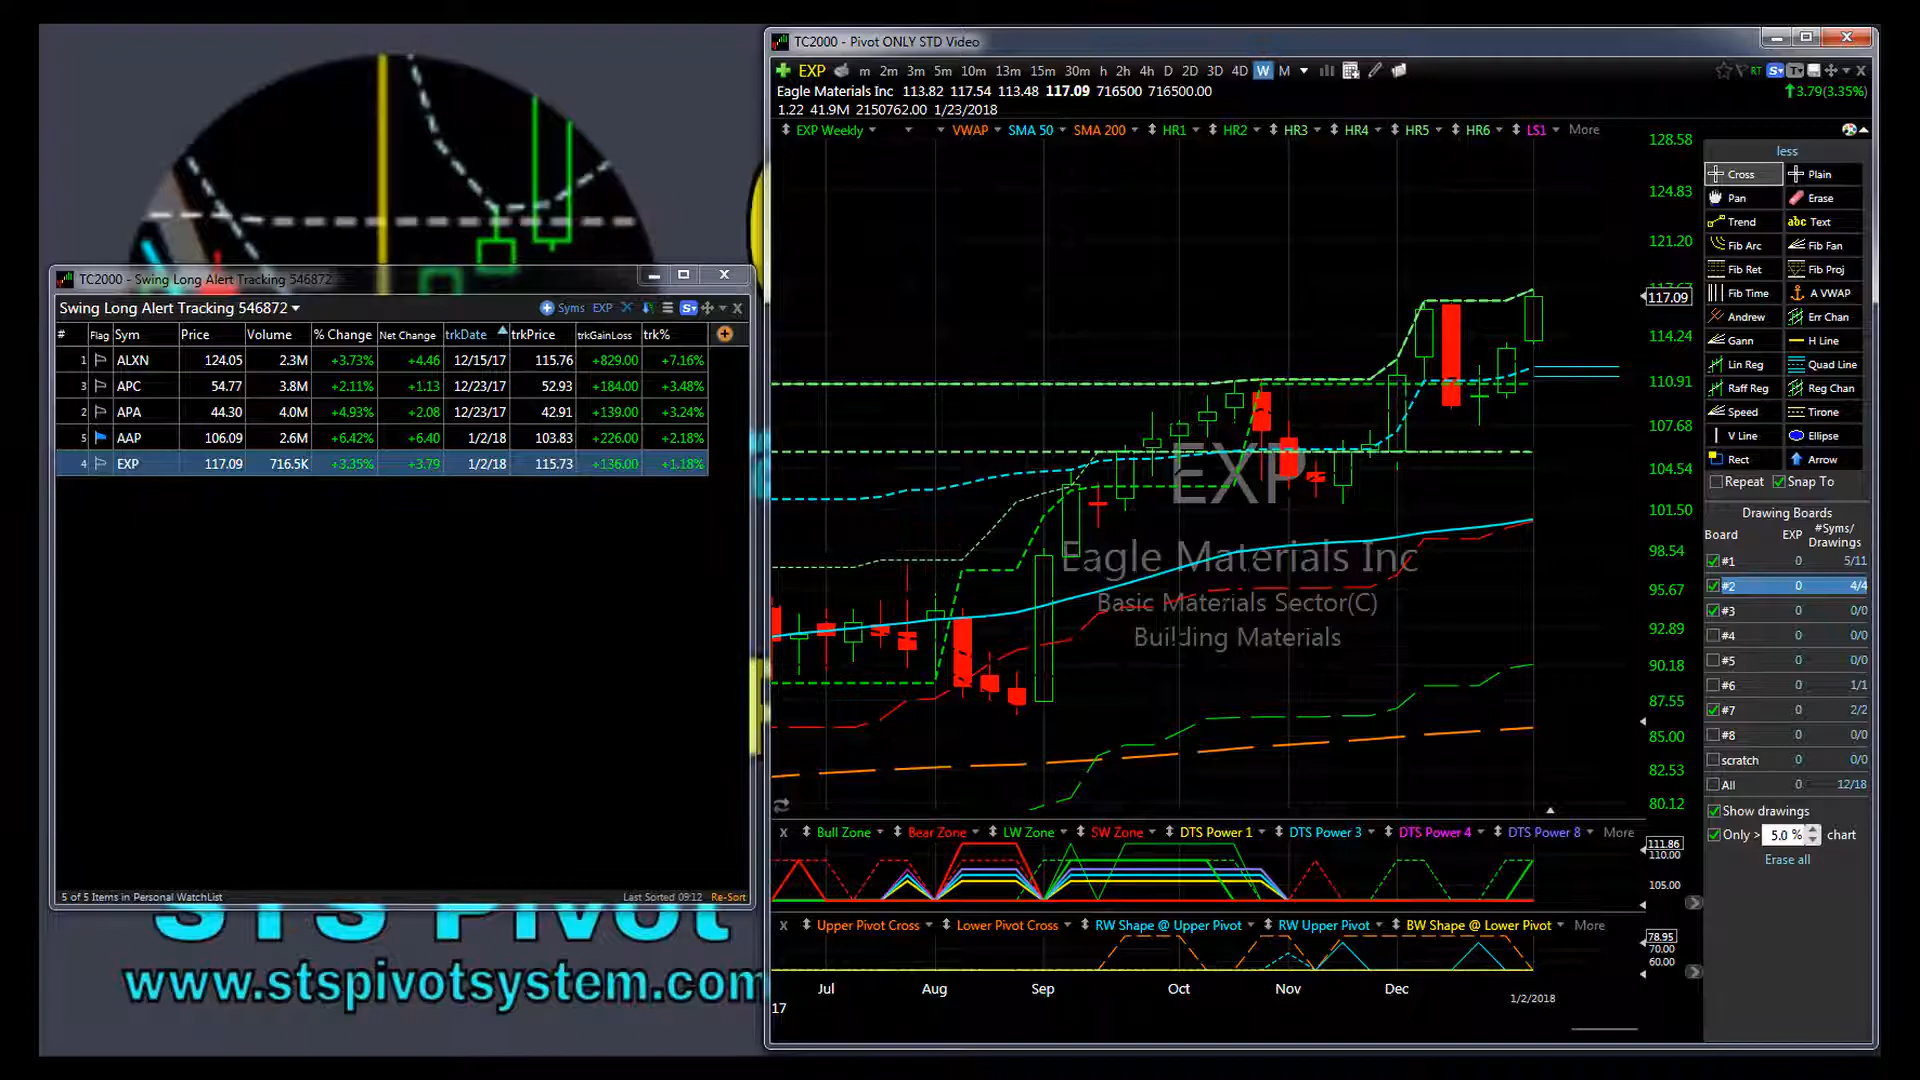 TC2000 - Pivot ONLY STD Video
EXP m 2m 3m 5m 10m 13m 15m 30m h 2h 4h D 2D 3D 4D W M
RT S T
Eagle Materials Inc 113.82 117.54 113.48 117.09 716500 716500.00
3.79(3.35%)
1.22 41.9M 2150762.00 1/23/2018
EXP Weekly VWAP SMA 50 SMA 200 HR1 HR2 HR3 HR4 HR5 HR6 LS1 More
128.58
124.83
121.20
117.09
114.24
110.91
107.68
104.54
101.50
98.54
95.67
92.89
90.18
87.55
85.00
82.53
80.12
EXP
Eagle Materials Inc
Basic Materials Sector(C)
Building Materials
X Bull Zone Bear Zone LW Zone SW Zone DTS Power 1 DTS Power 3 DTS Power 4 DTS Power 8 More
111.86
110.00
105.00
X Upper Pivot Cross Lower Pivot Cross RW Shape @ Upper Pivot RW Upper Pivot BW Shape @ Lower Pivot More
78.95
70.00
60.00
Jul Aug Sep Oct Nov Dec 1/2/2018
17
less
Cross Plain
Pan Erase
Trend abc Text
Fib Arc Fib Fan
Fib Ret Fib Proj
Fib Time A VWAP
Andrew Err Chan
Gann H Line
Lin Reg Quad Line
Raff Reg Reg Chan
Speed Tirone
V Line Ellipse
Rect Arrow
Repeat Snap To
Drawing Boards
Board EXP #Syms/
Drawings
#1 0 5/11
#2 0 4/4
#3 0 0/0
#4 0 0/0
#5 0 0/0
#6 0 1/1
#7 0 2/2
#8 0 0/0
scratch 0 0/0
All 0 12/18
Show drawings
Only > 5.0 % chart
Erase all
TC2000 - Swing Long Alert Tracking 546872
Swing Long Alert Tracking 546872 Syms EXP S
# Flag Sym Price Volume % Change Net Change trkDate trkPrice trkGainLoss trk%
1 ALXN 124.05 2.3M +3.73% +4.46 12/15/17 115.76 +829.00 +7.16%
3 APC 54.77 3.8M +2.11% +1.13 12/23/17 52.93 +184.00 +3.48%
2 APA 44.30 4.0M +4.93% +2.08 12/23/17 42.91 +139.00 +3.24%
5 AAP 106.09 2.6M +6.42% +6.40 1/2/18 103.83 +226.00 +2.18%
4 EXP 117.09 716.5K +3.35% +3.79 1/2/18 115.73 +136.00 +1.18%
5 of 5 Items in Personal WatchList Last Sorted 09:12 Re-Sort
STS Pivot
www.stspivotsystem.com